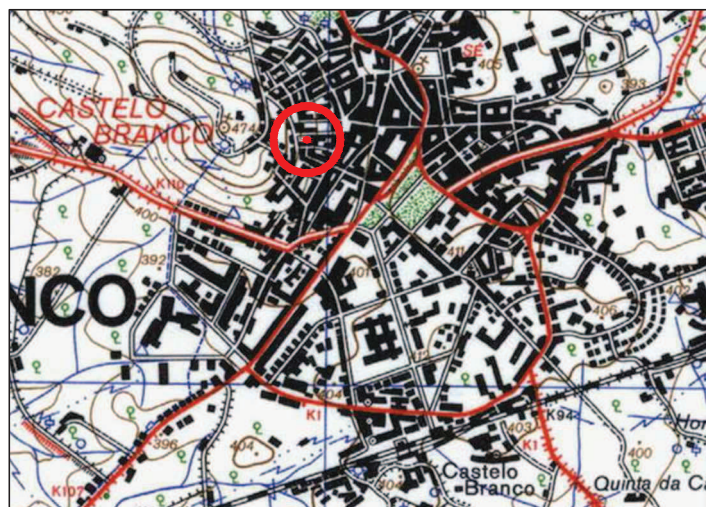 SÉ
405
393
CASTELO
BRANCO
474
K110
400
382
392
411
401
402
406
NCO
412
404
K1
K94
403
K1
396
404
400
Hor
Castelo
Branco
Quinta da Ca
K107